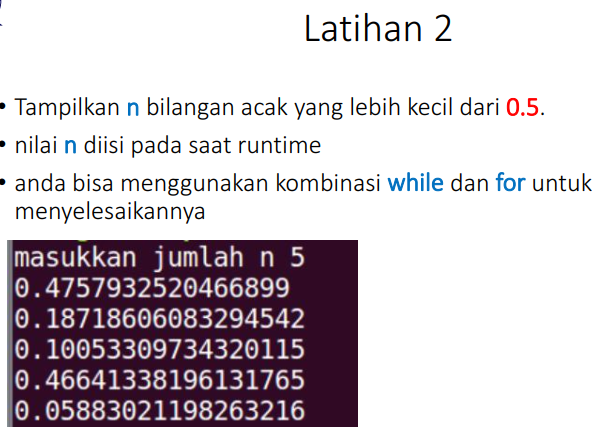 Latihan 2
• Tampilkan n bilangan acak yang lebih kecil dari 0.5.
• nilai n diisi pada saat runtime
• anda bisa menggunakan kombinasi while dan for untuk
menyelesaikannya
masukkan jumlah n 5
0.4757932520466899
0.18718606083294542
0.10053309734320115
0.46641338196131765
0.05883021198263216